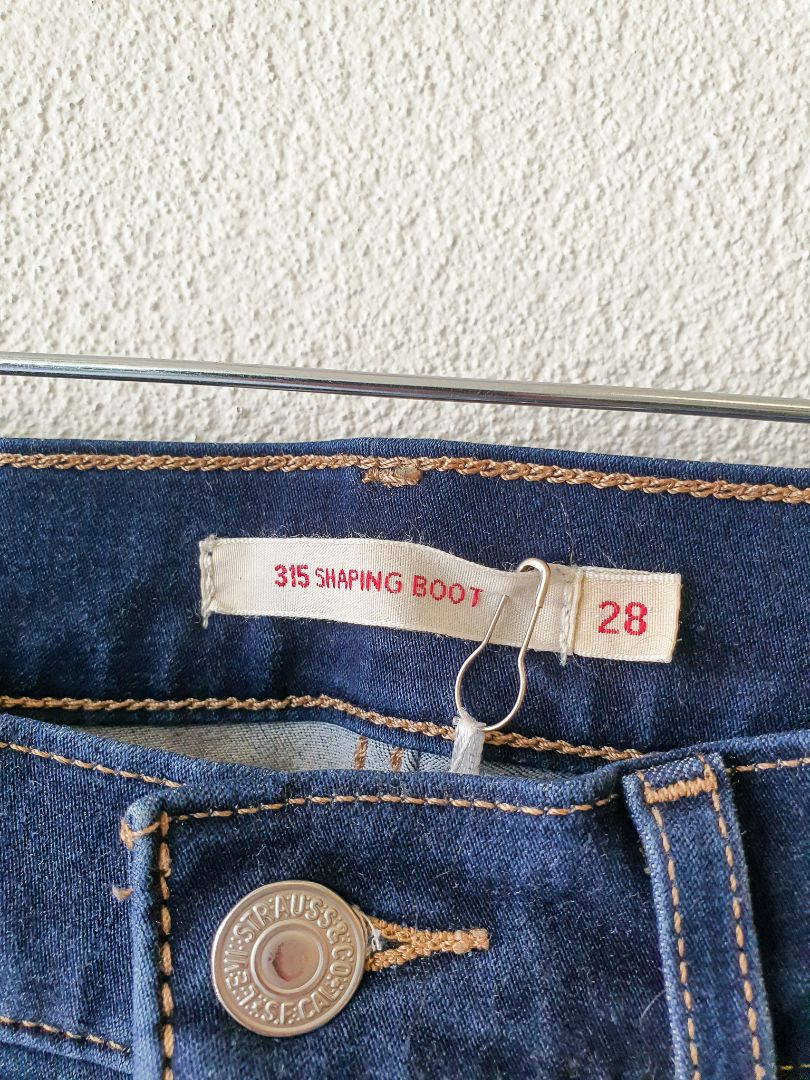 315 SHAPING BOOT 28
LEVI STRAUSS & CO. S.F. CAL